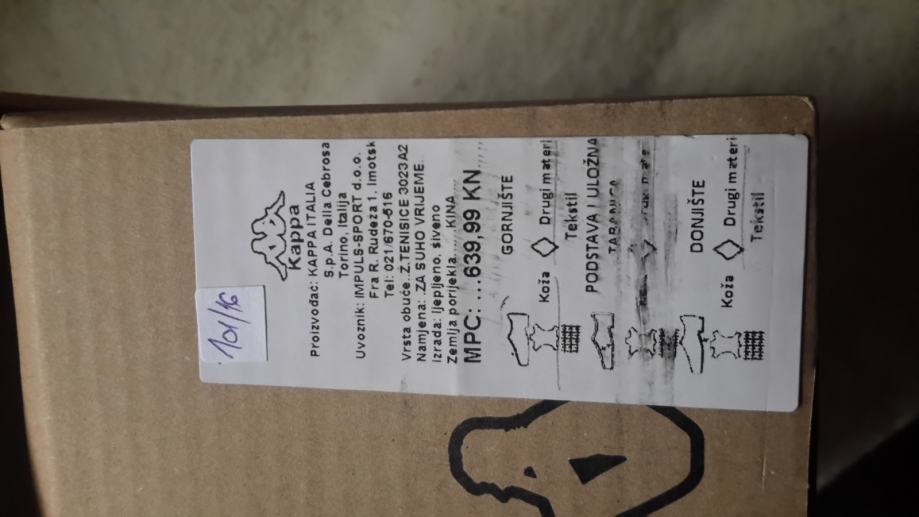 101/16
Kappa
Proizvođač: KAPPA ITALIA
S.p.A. Della Cebrosa
Torino, Italija
Uvoznik: IMPULS-SPORT d.o.o.
Fra R. Rudeža 1, Imotsk
Tel: 021/670-616
Vrsta obuće..Z.TENISICE 3023A2
Namjena: .ZA SUHO VRIJEME.
Izrada: ljepljeno, šiveno
Zemlja porijekla..... KINA
MPC: ...639,99 KN
GORNJIŠTE
Koža Drugi materi
Tekstil
PODSTAVA I ULOŽNA
DONJIŠTE
Koža Drugi materi
Tekstil